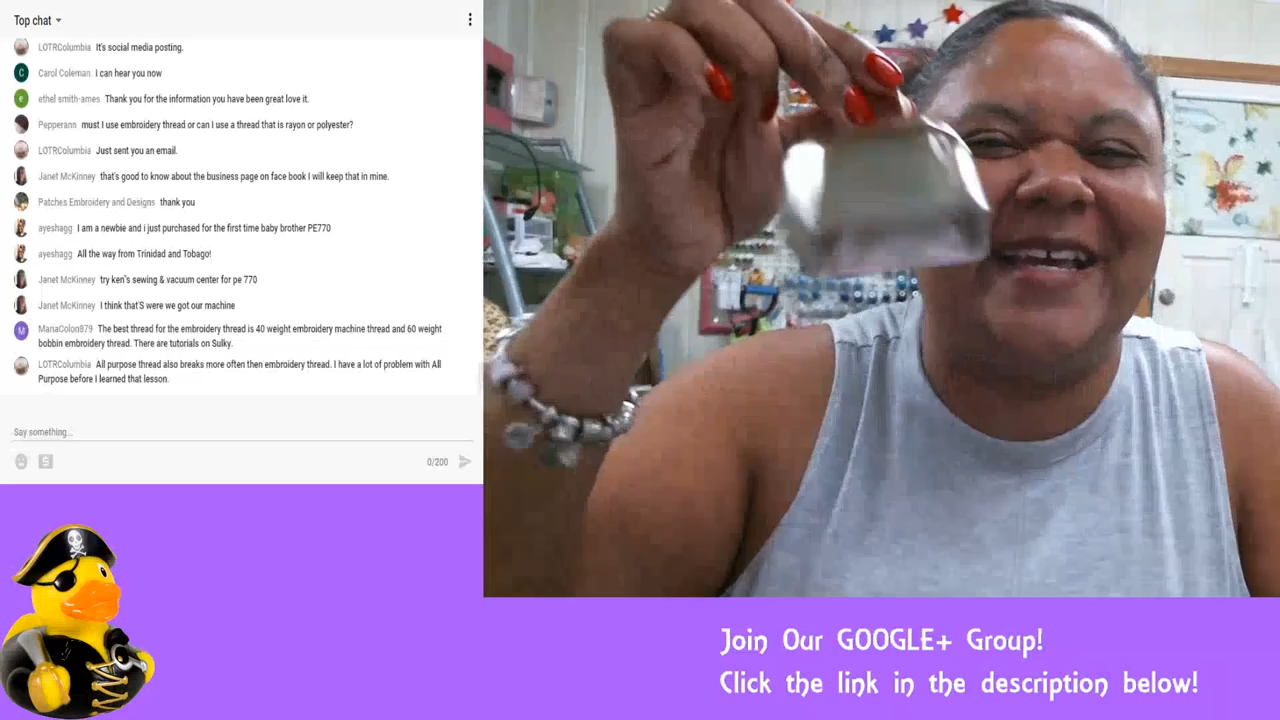 Top chat
LOTRColumbia It's social media posting.
C Carol Coleman I can hear you now
e ethel smith-ames Thank you for the information you have been great love it.
Pepperann must I use embroidery thread or can I use a thread that is rayon or polyester?
LOTRColumbia Just sent you an email.
Janet McKinney that's good to know about the business page on face book I will keep that in mine.
Patches Embroidery and Designs thank you
ayeshagg I am a newbie and i just purchased for the first time baby brother PE770
ayeshagg All the way from Trinidad and Tobago!
Janet McKinney try ken"s sewing & vacuum center for pe 770
Janet McKinney I think that'S were we got our machine
M ManaColon979 The best thread for the embroidery thread is 40 weight embroidery machine thread and 60 weight
bobbin embroidery thread. There are tutorials on Sulky.
LOTRColumbia All purpose thread also breaks more often then embroidery thread. I have a lot of problem with All
Purpose before I learned that lesson.
Say something...
0/200
Join Our GOOGLE+ Group!
Click the link in the description below!